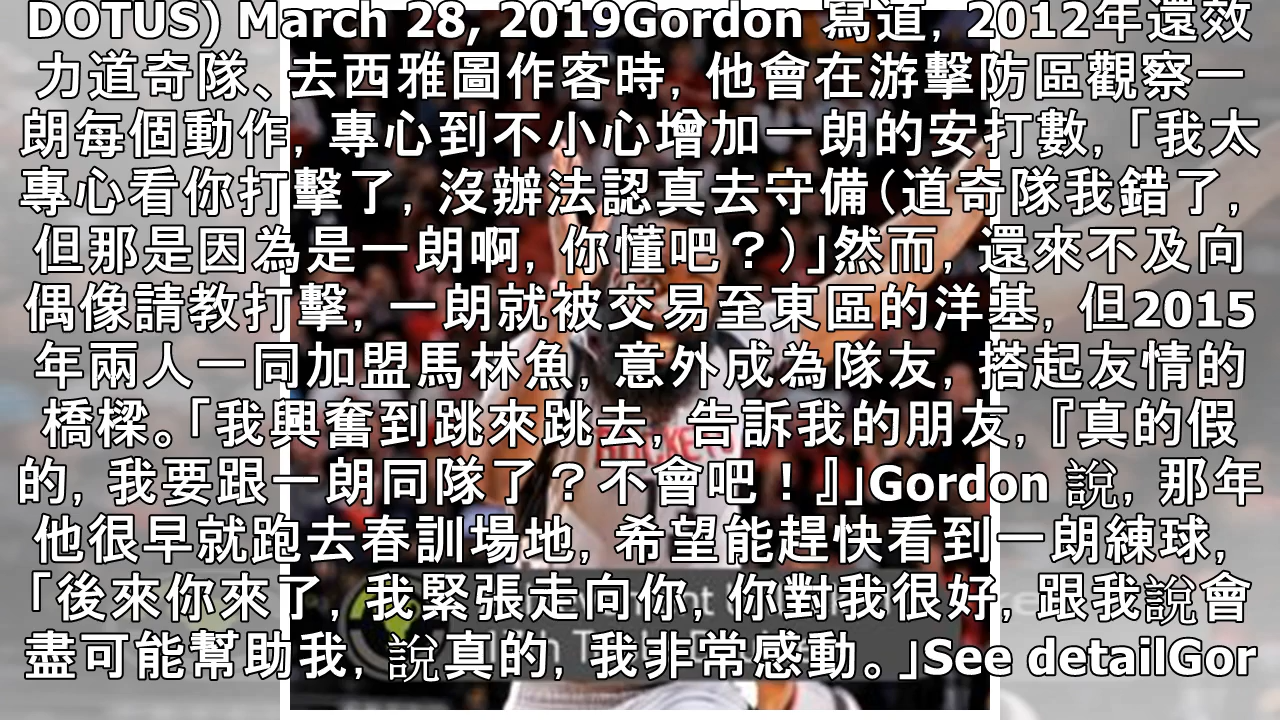 DOTUS) March 28, 2019Gordon 寫道, 2012年還效
力道奇隊、去西雅圖作客時, 他會在游擊防區觀察一
朗每個動作, 專心到不小心增加一朗的安打數,「我太
專心看你打擊了, 沒辦法認真去守備(道奇隊我錯了,
但那是因為是一朗啊, 你懂吧？)」然而, 還來不及向
偶像請教打擊, 一朗就被交易至東區的洋基, 但2015
年兩人一同加盟馬林魚, 意外成為隊友, 搭起友情的
橋樑。「我興奮到跳來跳去, 告訴我的朋友,『真的假
的, 我要跟一朗同隊了？不會吧！』」Gordon 說, 那年
他很早就跑去春訓場地, 希望能趕快看到一朗練球,
「後來你來了, 我緊張走向你, 你對我很好, 跟我說會
盡可能幫助我, 說真的, 我非常感動。」See detailGor